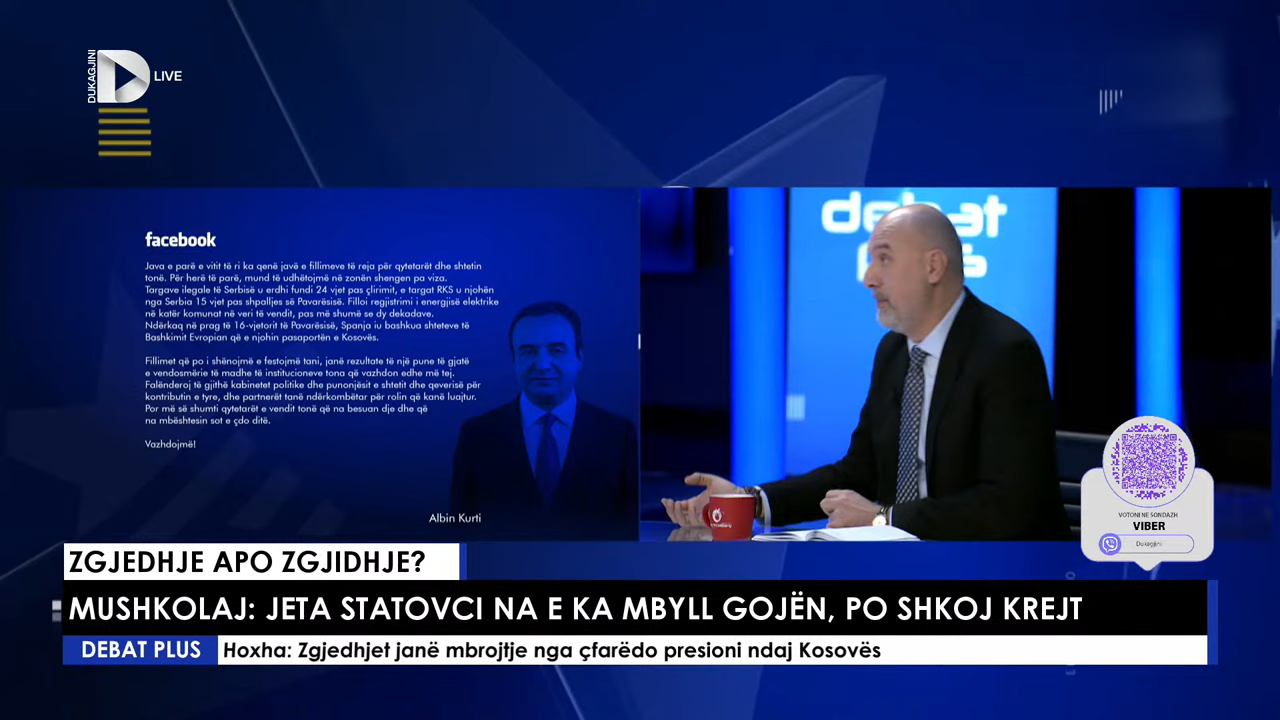 DUKAGJINI
LIVE
facebook
Java e parë e vitit të ri ka qenë javë e fillimeve të reja për qytetarët dhe shtetin
tonë. Për herë të parë, mund të udhëtojmë në zonën shengen pa viza.
Targave ilegale të Serbisë u erdhi fundi 24 vjet pas çlirimit, e targat RKS u njohën
nga Serbia 15 vjet pas shpalljes së Pavarësisë. Filloi regjistrimi i energjisë elektrike
në katër komunat në veri të vendit, pas më shumë se dy dekadave.
Ndërkaq në prag të 16-vjetorit të Pavarësisë, Spanja iu bashkua shteteve të
Bashkimit Evropian që e njohin pasaportën e Kosovës.
Fillimet që po i shënojmë e festojmë tani, janë rezultate të një pune të gjatë
e vendosmërie të madhe të institucioneve tona që vazhdon edhe më tej.
Falënderoj të gjithë kabinetet politike dhe punonjësit e shtetit dhe qeverisë për
kontributin e tyre, dhe partnerët tanë ndërkombëtar për rolin që kanë luajtur.
Por më së shumti qytetarët e vendit tonë që na besuan dje dhe që
na mbështesin sot e çdo ditë.
Vazhdojmë!
Albin Kurti
debat
VOTONI NE SONDAZH
VIBER
Dukagjini
ZGJEDHJE APO ZGJIDHJE?
MUSHKOLAJ: JETA STATOVCI NA E KA MBYLL GOJËN, PO SHKOJ KREJT
DEBAT PLUS
Hoxha: Zgjedhjet janë mbrojtje nga çfarëdo presioni ndaj Kosovës